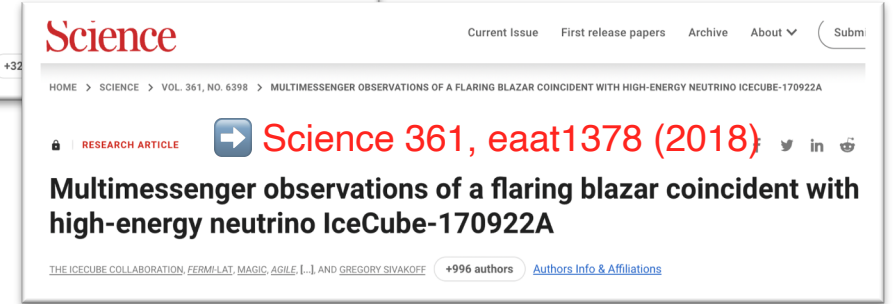 Science
Current Issue First release papers Archive About
+32
HOME > SCIENCE > VOL. 361, NO. 6398 > MULTIMESSENGER OBSERVATIONS OF A FLARING BLAZAR COINCIDENT WITH HIGH-ENERGY NEUTRINO ICECUBE-170922A
RESEARCH ARTICLE Science 361, eaat1378 (2018)
Multimessenger observations of a flaring blazar coincident with
high-energy neutrino IceCube-170922A
THE ICECUBE COLLABORATION, FERMI-LAT, MAGIC, AGILE, [...], AND GREGORY SIVAKOFF +996 authors Authors Info & Affiliations